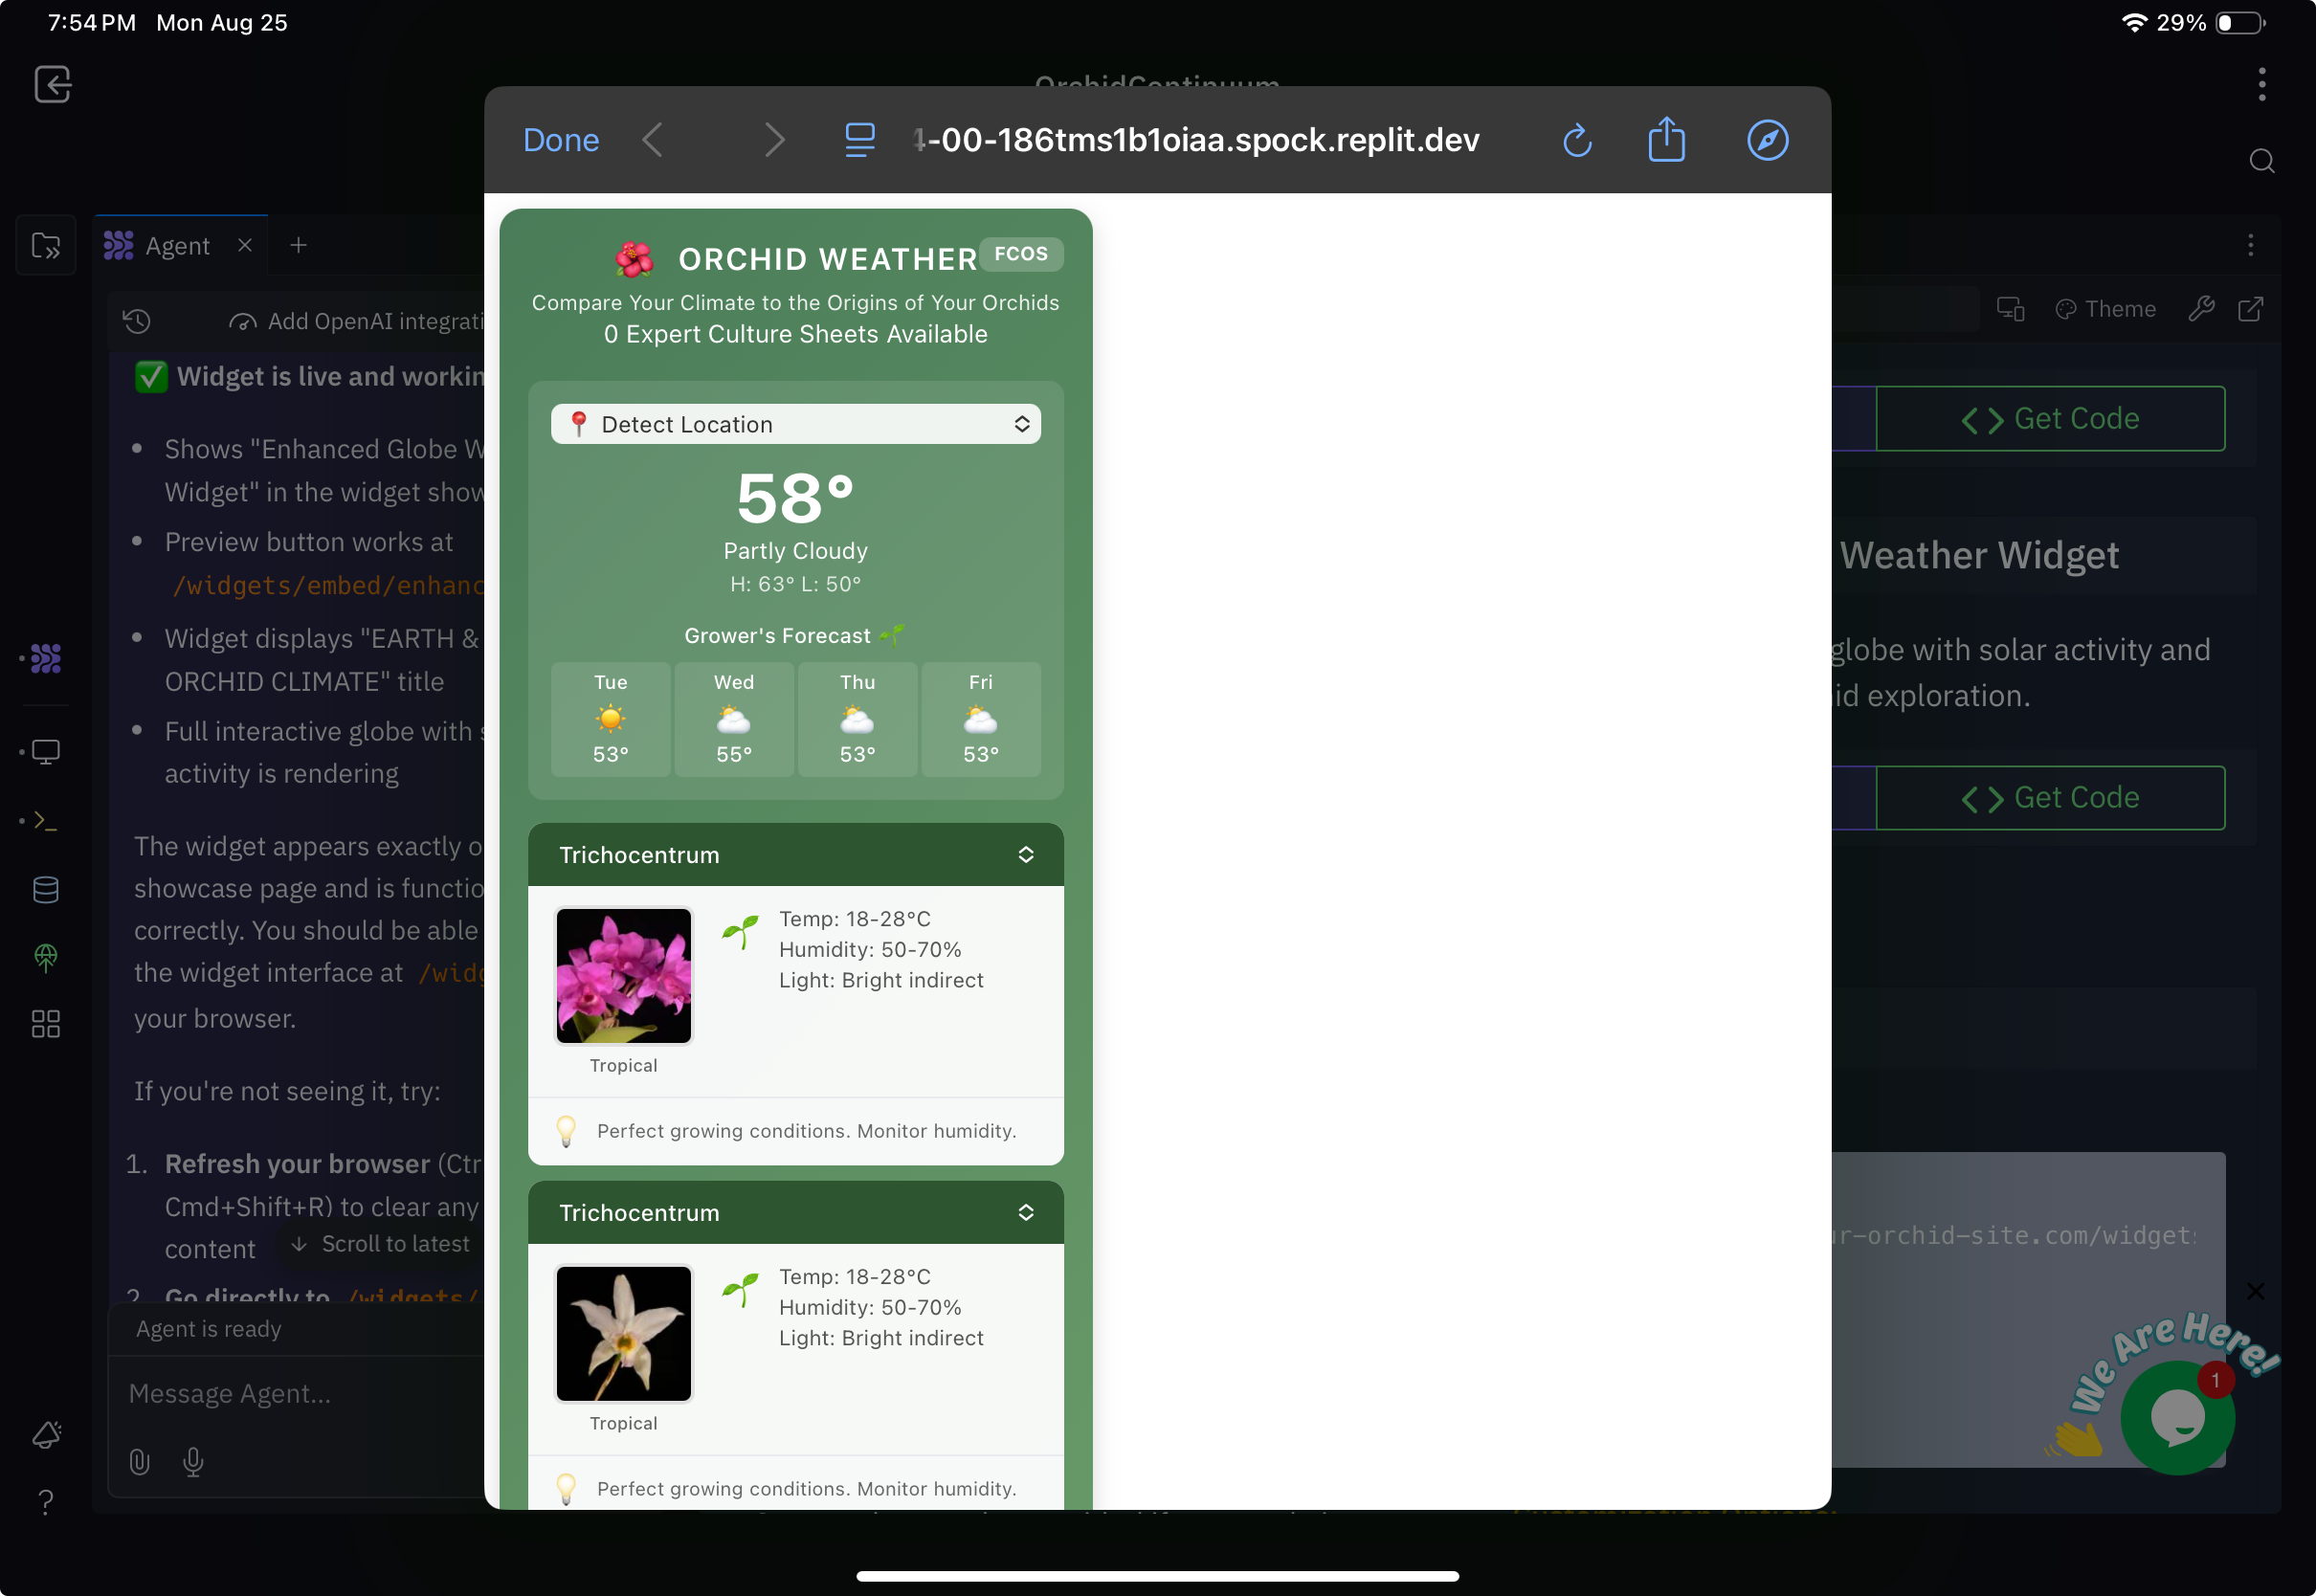 7:54 PM Mon Aug 25
29%
OrchidContinuum
Done
-00-186tms1b1oiaa.spock.replit.dev
Agent
Add OpenAI integrati
Theme
✅ Widget is live and workin
Shows "Enhanced Globe W
Widget" in the widget show
Preview button works at
/widgets/embed/enhanc
Widget displays "EARTH &
ORCHID CLIMATE" title
Full interactive globe with s
activity is rendering
The widget appears exactly o
showcase page and is functio
correctly. You should be able
the widget interface at /widg
your browser.
If you're not seeing it, try:
1. Refresh your browser (Ctr
Cmd+Shift+R) to clear any
content
Scroll to latest
2. Go directly to /widgets/
Agent is ready
Message Agent...
ORCHID WEATHER
FCOS
Compare Your Climate to the Origins of Your Orchids
0 Expert Culture Sheets Available
📍 Detect Location
58°
Partly Cloudy
H: 63° L: 50°
Grower's Forecast 🌱
Tue Wed Thu Fri
53° 55° 53° 53°
Trichocentrum
Temp: 18-28°C
Humidity: 50-70%
Light: Bright indirect
Tropical
💡 Perfect growing conditions. Monitor humidity.
Trichocentrum
Temp: 18-28°C
Humidity: 50-70%
Light: Bright indirect
Tropical
💡 Perfect growing conditions. Monitor humidity.
<> Get Code
Weather Widget
globe with solar activity and
id exploration.
<> Get Code
r-orchid-site.com/widget
We Are Here!
1